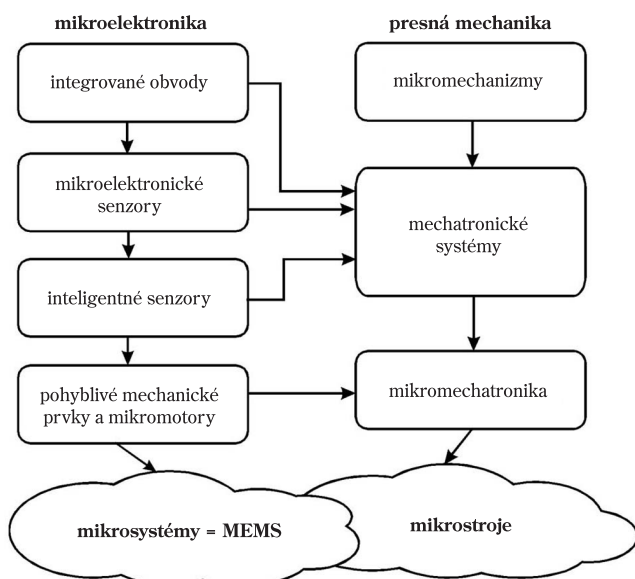 mikroelektronika
presná mechanika
integrované obvody
mikromechanizmy
mikroelektronické
senzory
mechatronické
systémy
inteligentné senzory
pohyblivé mechanické
prvky a mikromotory
mikromechatronika
mikrosystémy = MEMS
mikrostroje